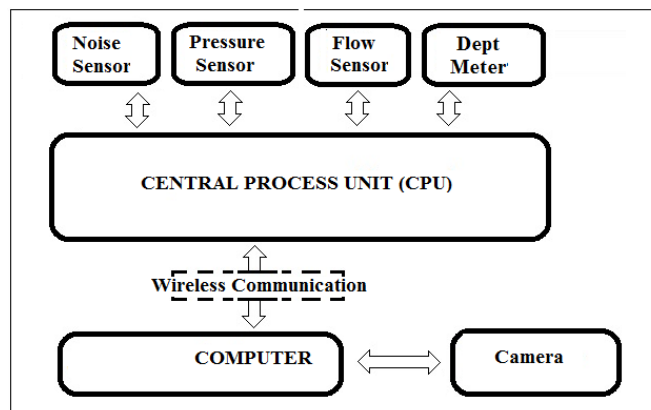 Noise
Sensor
Pressure
Sensor
Flow
Sensor
Dept
Meter
CENTRAL PROCESS UNIT (CPU)
Wireless Communication
COMPUTER
Camera